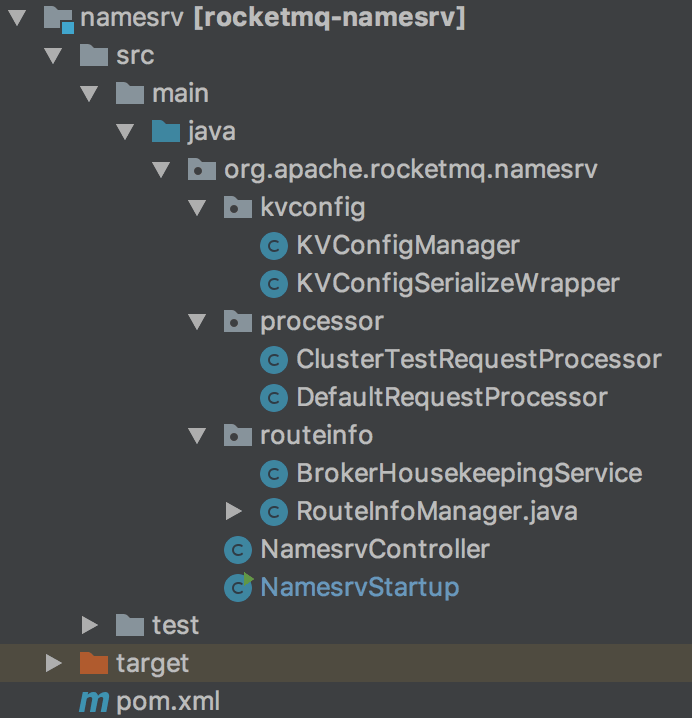 namesrv [rocketmq-namesrv]
src
main
java
org.apache.rocketmq.namesrv
kvconfig
C KVConfigManager
C KVConfigSerializeWrapper
processor
C ClusterTestRequestProcessor
C DefaultRequestProcessor
routeinfo
C BrokerHousekeepingService
C RouteInfoManager.java
C NamesrvController
C NamesrvStartup
test
target
m pom.xml